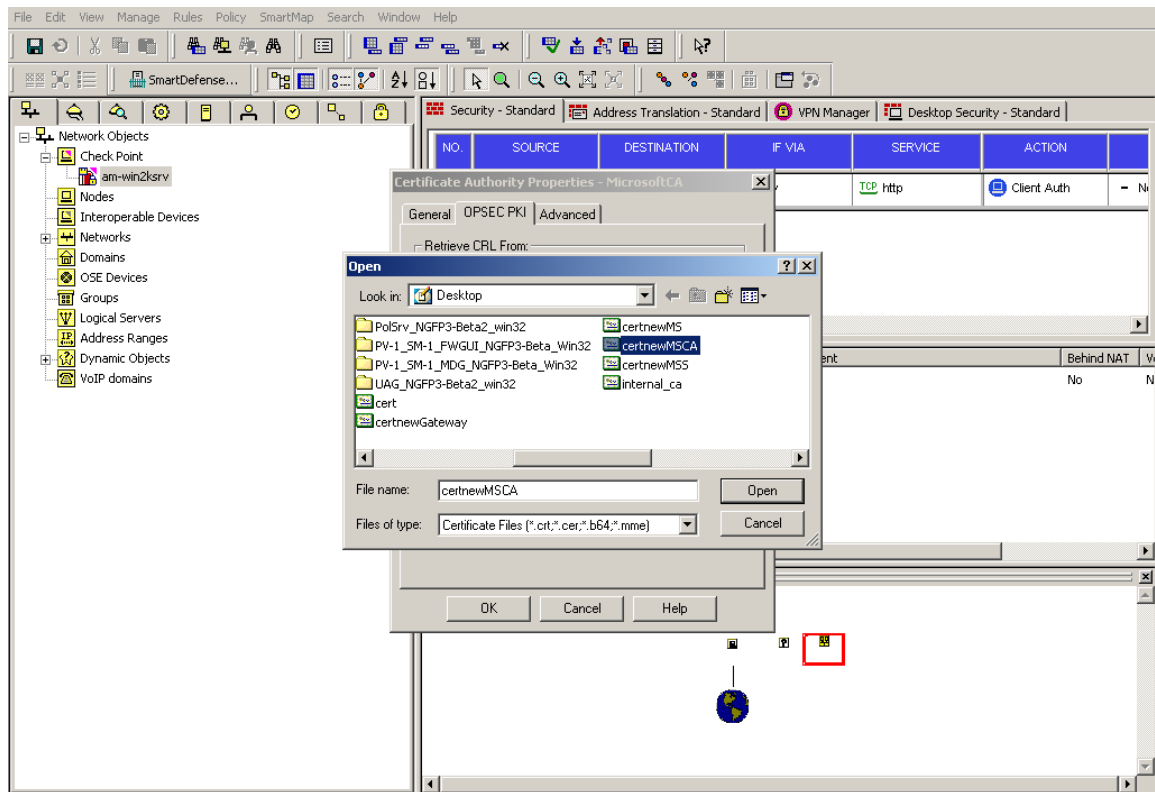 File Edit View Manage Rules Policy SmartMap Search Window Help
SmartDefense...
Network Objects
Check Point
am-win2ksrv
Nodes
Interoperable Devices
Networks
Domains
OSE Devices
Groups
Logical Servers
Address Ranges
Dynamic Objects
VoIP domains
Security - Standard Address Translation - Standard VPN Manager Desktop Security - Standard
NO. SOURCE DESTINATION IF VIA SERVICE ACTION
TCP http Client Auth
Certificate Authority Properties - MicrosoftCA
General OPSEC PKI Advanced
Retrieve CRL From:
Open
Look in: Desktop
PolSrv_NGFP3-Beta2_win32 certnewMS
PV-1_SM-1_FWGUI_NGFP3-Beta_Win32 certnewMSCA
PV-1_SM-1_MDG_NGFP3-Beta_Win32 certnewMSS
UAG_NGFP3-Beta2_win32 internal_ca
cert
certnewGateway
File name: certnewMSCA Open
Files of type: Certificate Files (*.crt;*.cer;*.b64;*.mme) Cancel
Behind NAT
No
OK Cancel Help